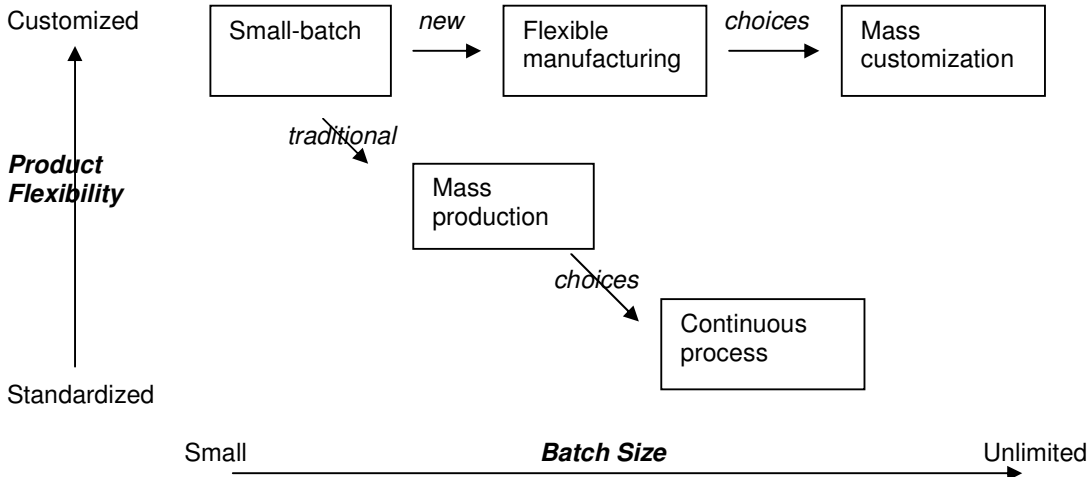 Customized
Small-batch
new
Flexible
manufacturing
choices
Mass
customization
traditional
Product
Flexibility
Mass
production
choices
Continuous
process
Standardized
Small
Batch Size
Unlimited